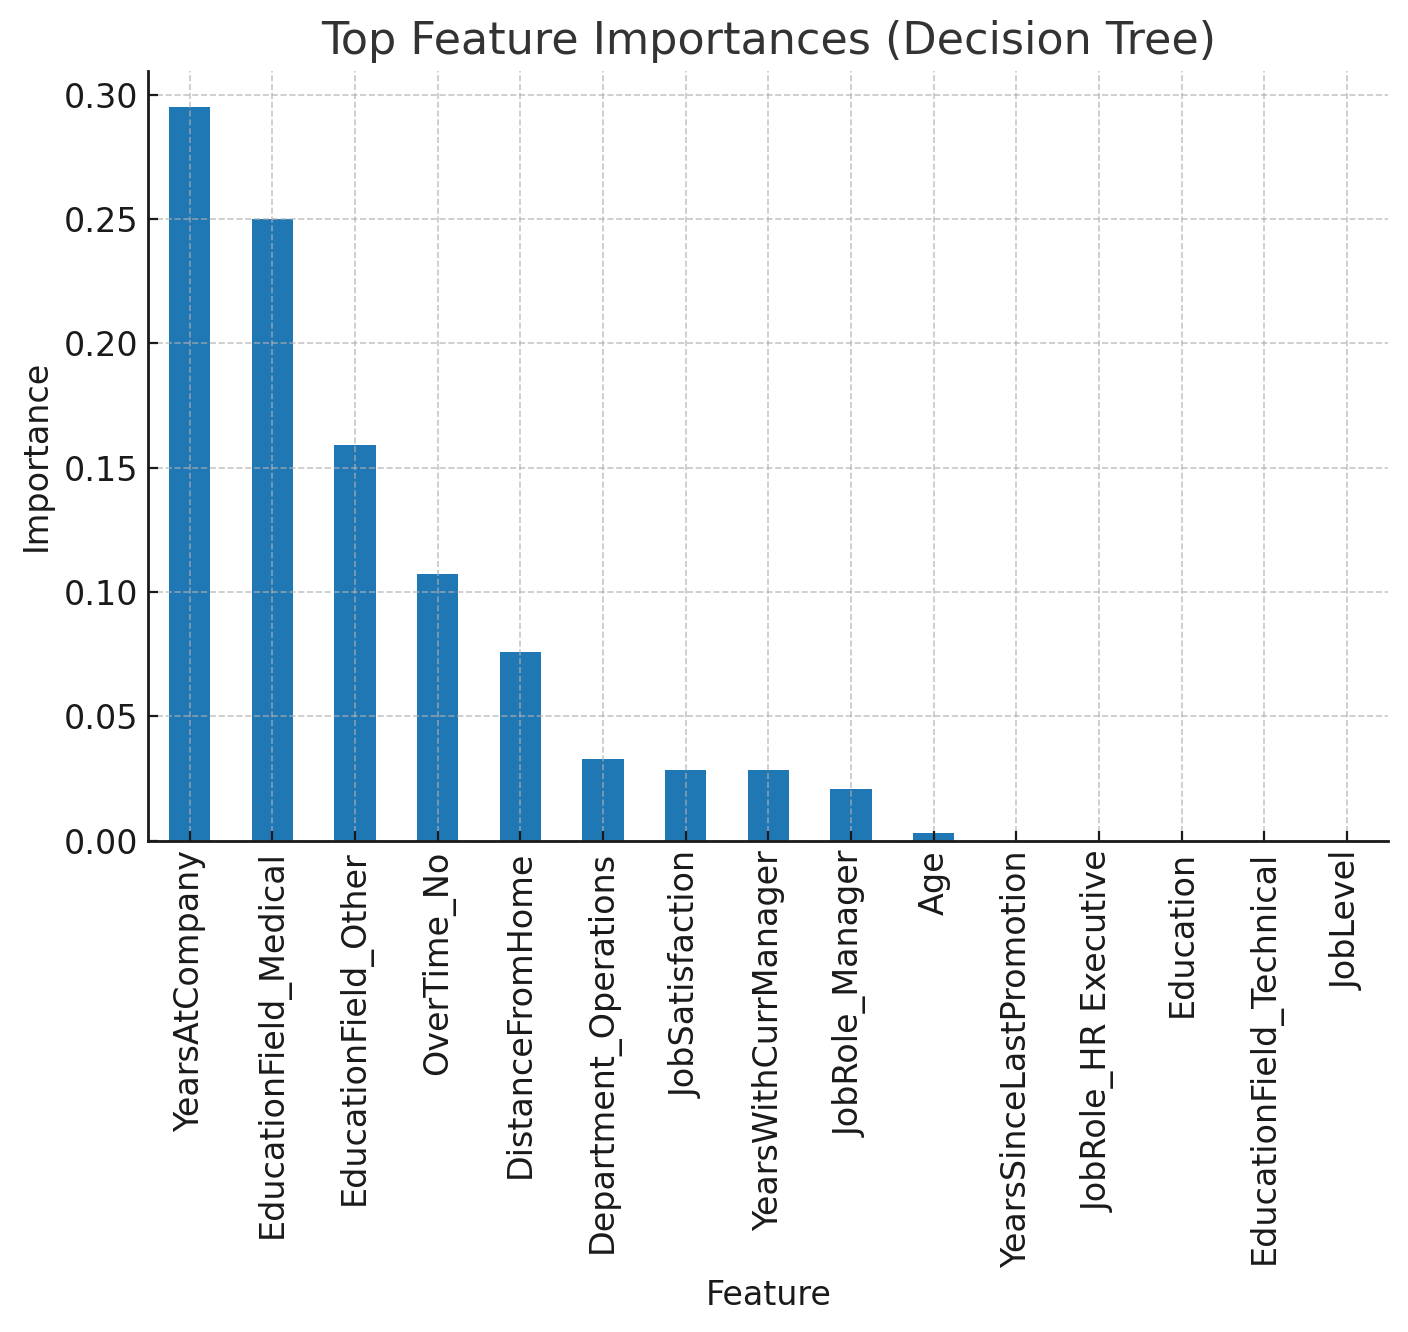 Top Feature Importances (Decision Tree)
Importance
0.30
0.25
0.20
0.15
0.10
0.05
0.00
YearsAtCompany
EducationField_Medical
EducationField_Other
OverTime_No
DistanceFromHome
Department_Operations
JobSatisfaction
YearsWithCurrManager
JobRole_Manager
Age
YearsSinceLastPromotion
JobRole_HR Executive
Education
EducationField_Technical
JobLevel
Feature